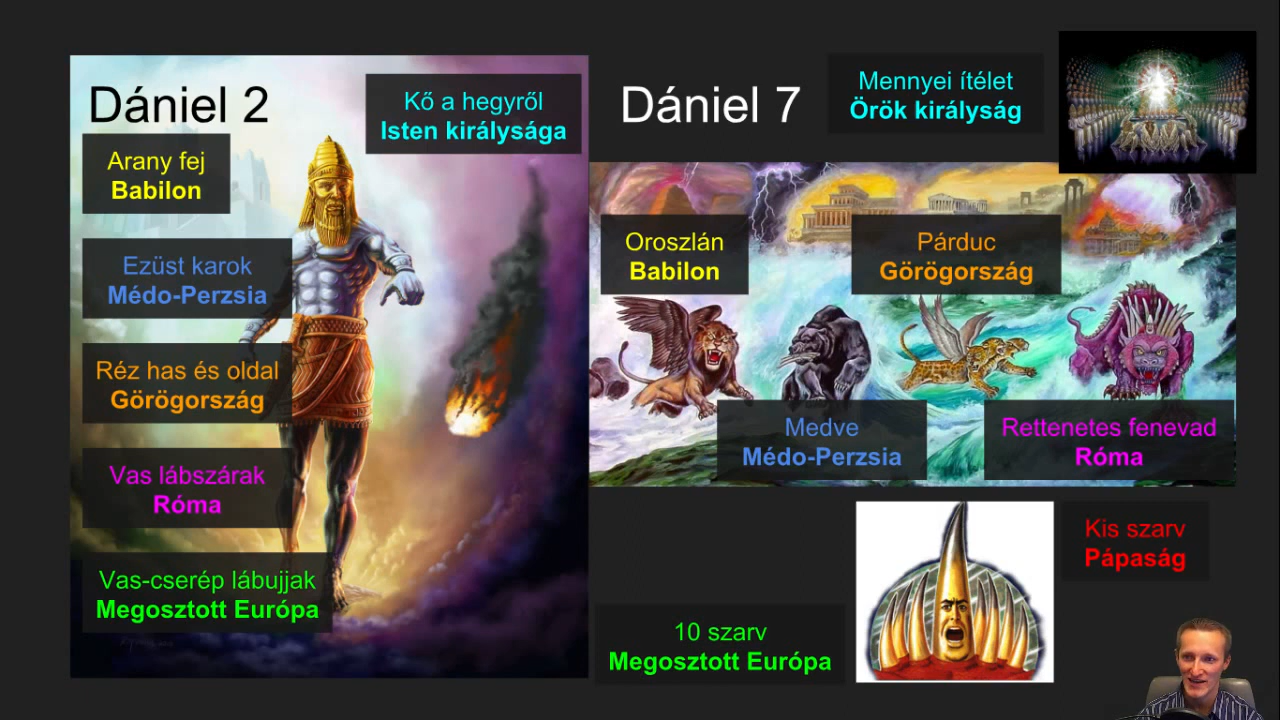 Dániel 2
Kő a hegyről
Isten királysága
Arany fej
Babilon
Ezüst karok
Médo-Perzsia
Réz has és oldal
Görögország
Vas lábszárak
Róma
Vas-cserép lábujjak
Megosztott Európa
Dániel 7
Mennyei ítélet
Örök királyság
Oroszlán
Babilon
Párduc
Görögország
Medve
Médo-Perzsia
Rettenetes fenevad
Róma
Kis szarv
Pápaság
10 szarv
Megosztott Európa